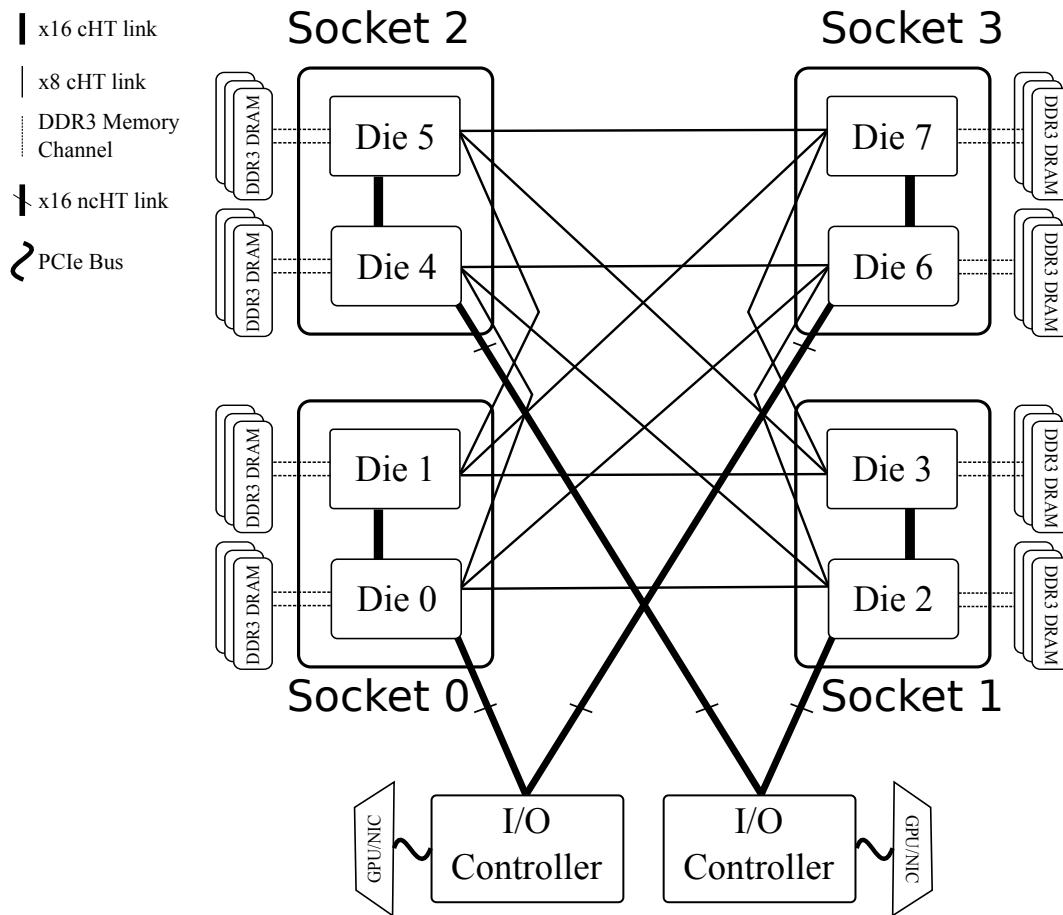 x16 cHT link
x8 cHT link
DDR3 Memory
Channel
x16 ncHT link
PCIe Bus
Socket 2
Socket 3
DDR3 DRAM
Die 5
Die 7
DDR3 DRAM
DDR3 DRAM
Die 4
Die 6
DDR3 DRAM
DDR3 DRAM
Die 1
Die 3
DDR3 DRAM
DDR3 DRAM
Die 0
Die 2
DDR3 DRAM
Socket 0
Socket 1
GPU/NIC
I/O
Controller
I/O
Controller
GPU/NIC